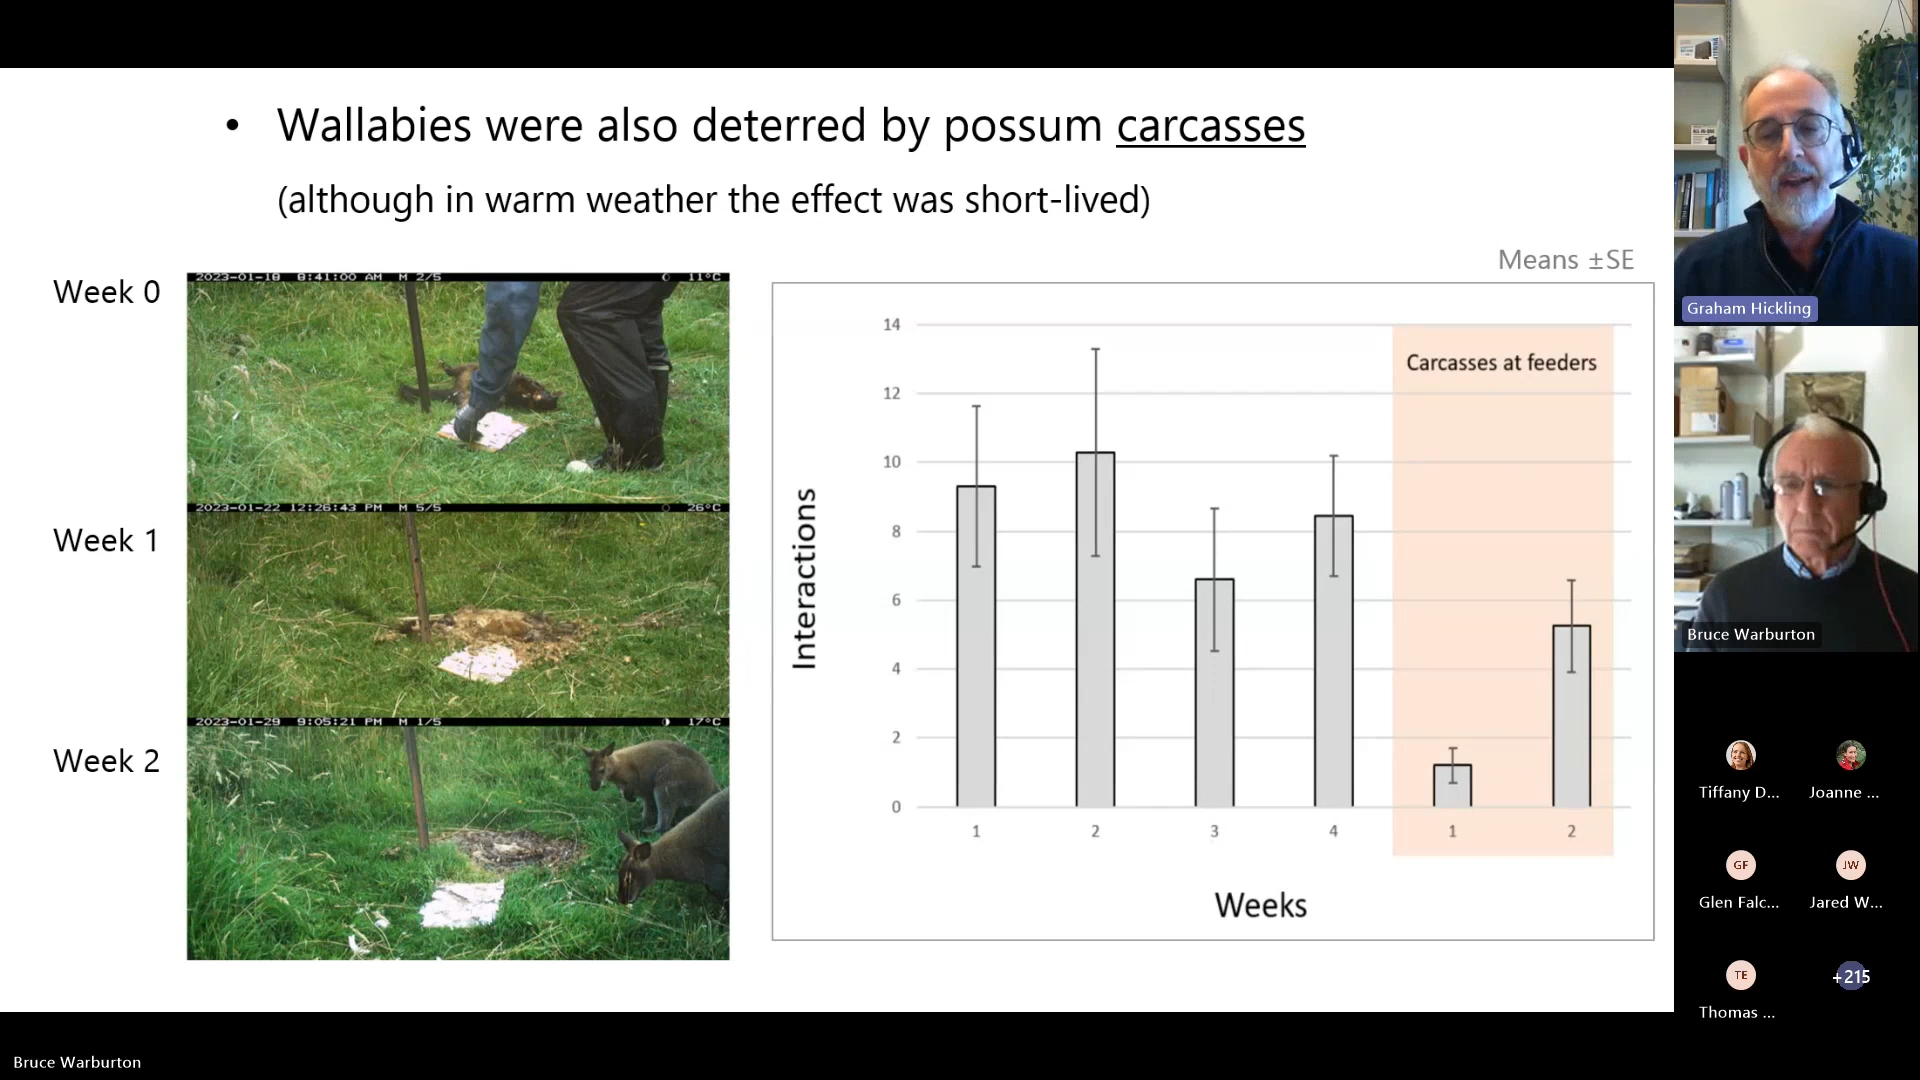 • Wallabies were also deterred by possum carcasses
(although in warm weather the effect was short-lived)
Means ±SE
Week 0
2023-01-18 8:41:00 AM M 2/5 11°C
Week 1
2023-01-22 12:26:43 PM M 5/5 26°C
Week 2
2023-01-29 9:05:21 PM M 1/5 17°C
Carcasses at feeders
14
12
10
8
6
4
2
0
Interactions
1 2 3 4 1 2
Weeks
Graham Hickling
Bruce Warburton
Tiffany D... Joanne ...
GF JW
Glen Falc... Jared W...
TE +215
Thomas ...
Bruce Warburton